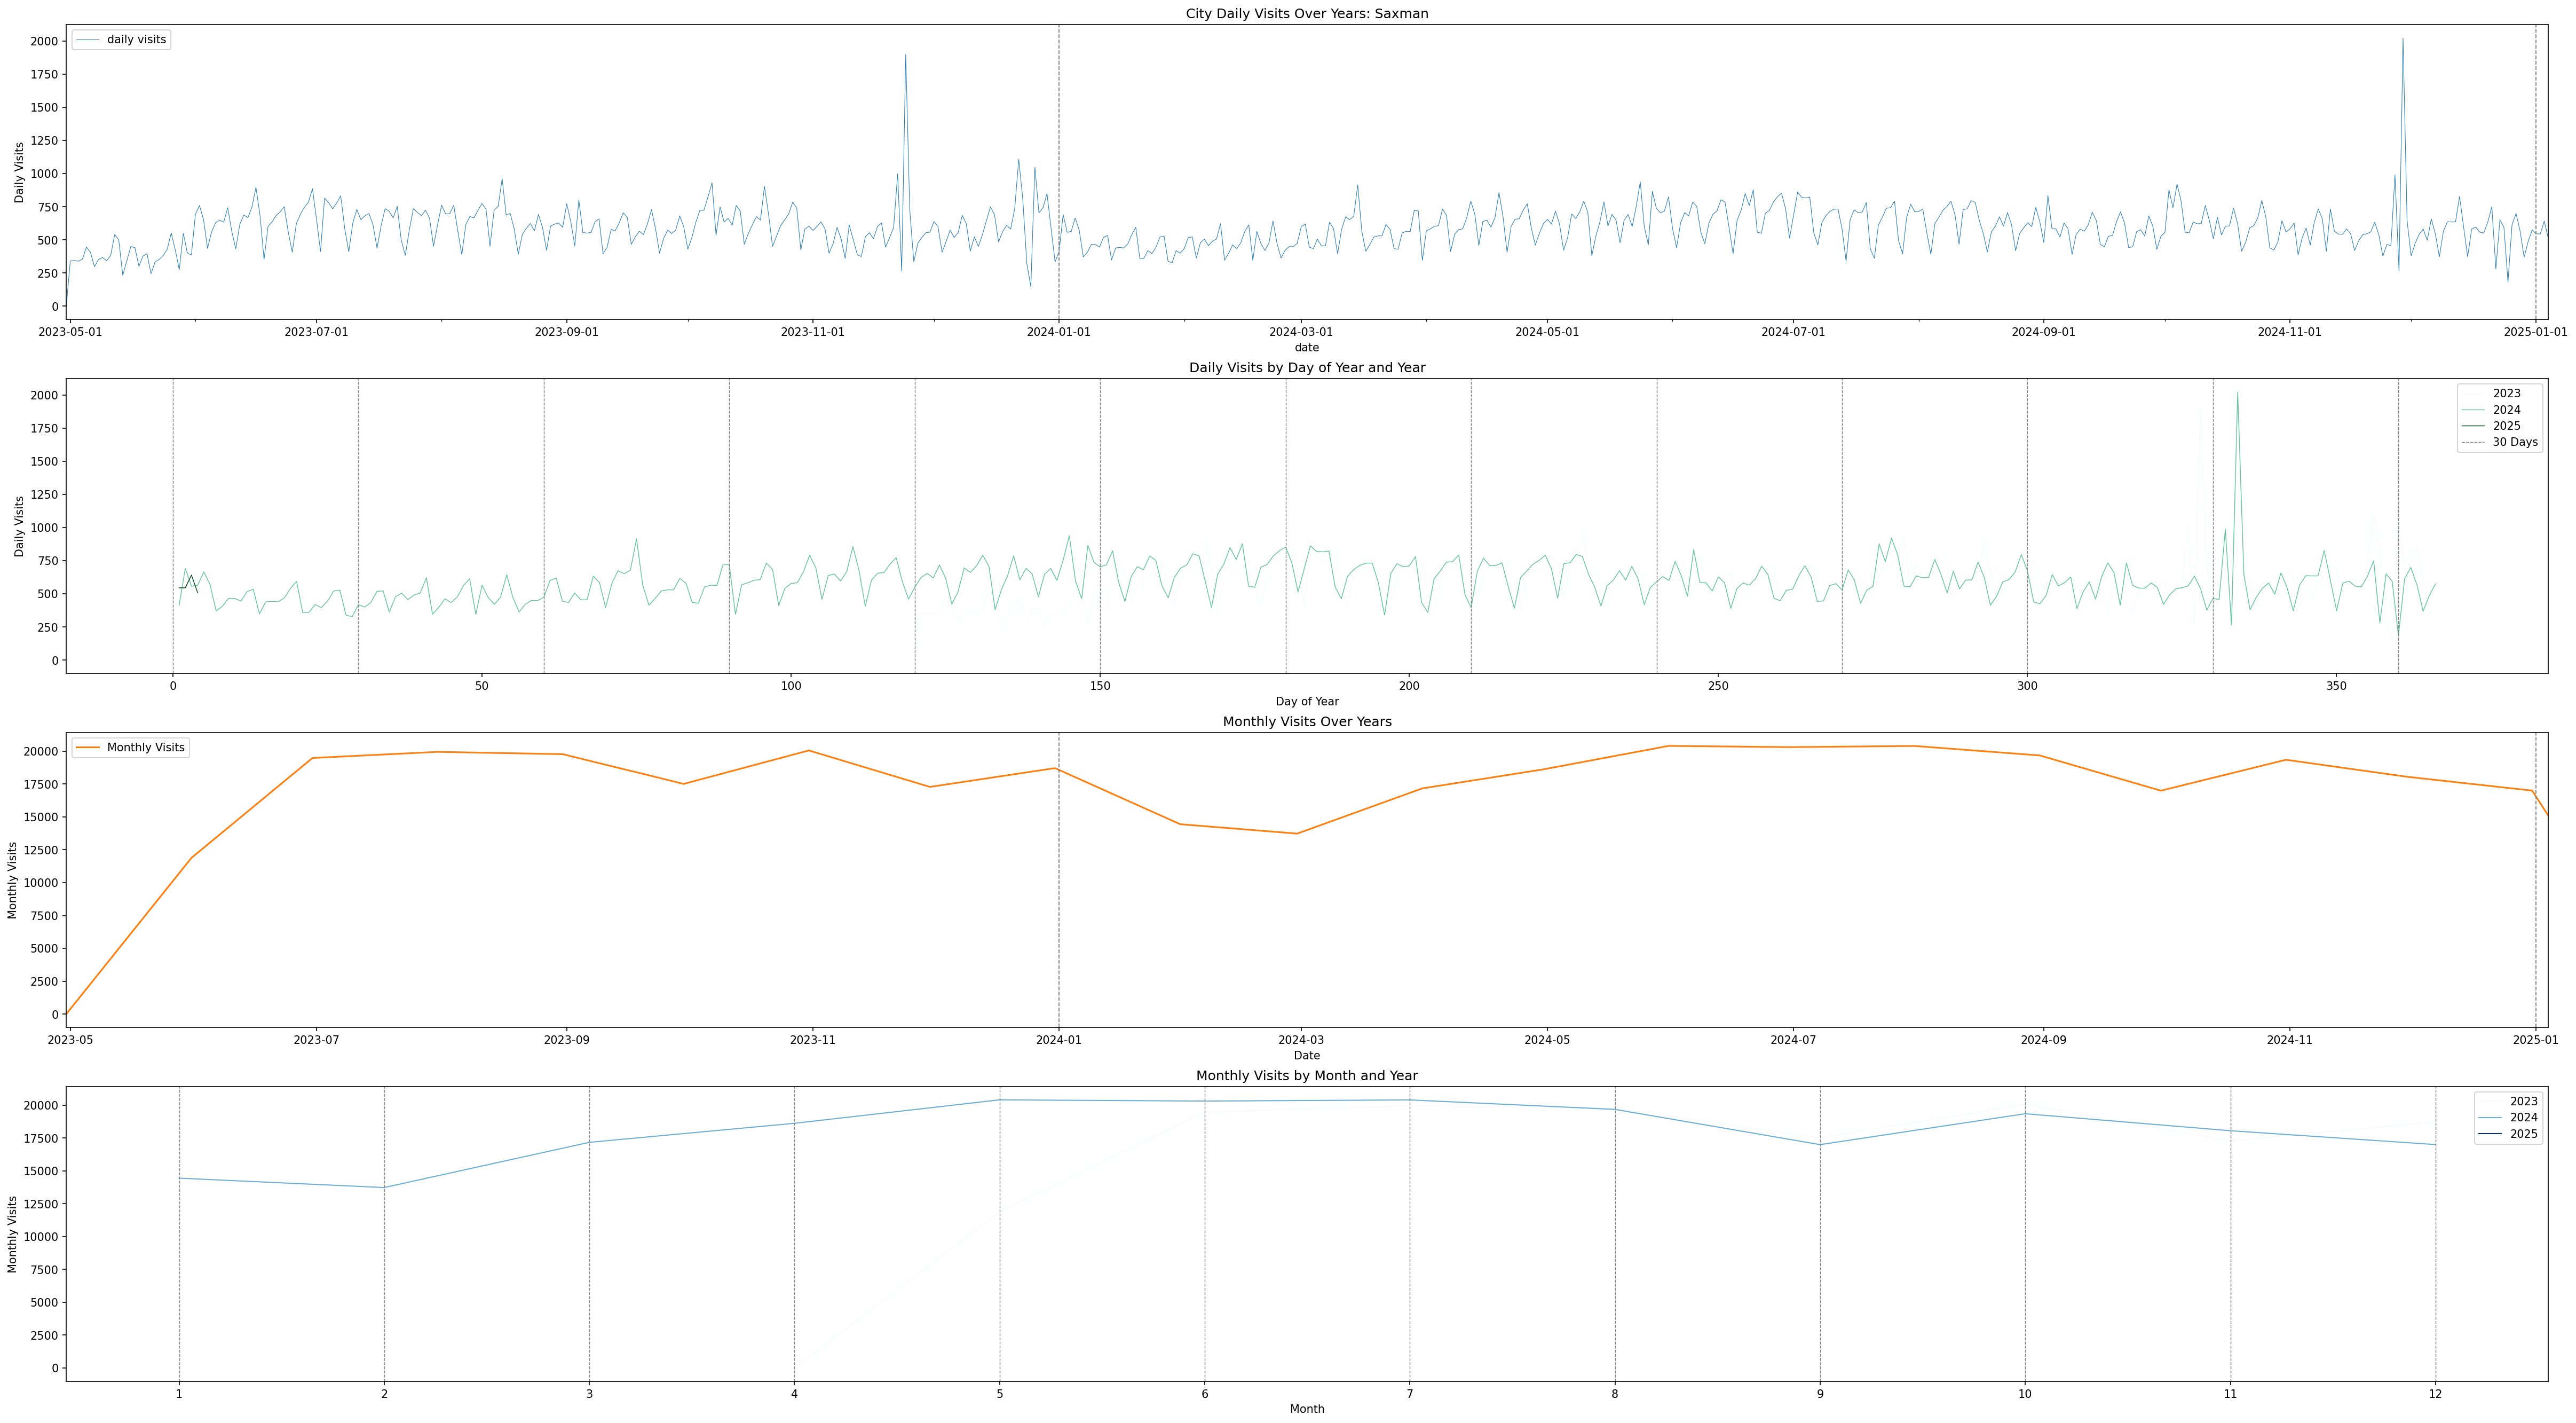 City Daily Visits Over Years: Saxman
daily visits
Daily Visits
2000
1750
1500
1250
1000
750
500
250
0
2023-05-01 2023-07-01 2023-09-01 2023-11-01 2024-01-01 2024-03-01 2024-05-01 2024-07-01 2024-09-01 2024-11-01 2025-01-01
date
Daily Visits by Day of Year and Year
2023
2024
2025
30 Days
Daily Visits
2000
1750
1500
1250
1000
750
500
250
0
0 50 100 150 200 250 300 350
Day of Year
Monthly Visits Over Years
Monthly Visits
Monthly Visits
20000
17500
15000
12500
10000
7500
5000
2500
0
2023-05 2023-07 2023-09 2023-11 2024-01 2024-03 2024-05 2024-07 2024-09 2024-11 2025-01
Date
Monthly Visits by Month and Year
2023
2024
2025
Monthly Visits
20000
17500
15000
12500
10000
7500
5000
2500
0
1 2 3 4 5 6 7 8 9 10 11 12
Month